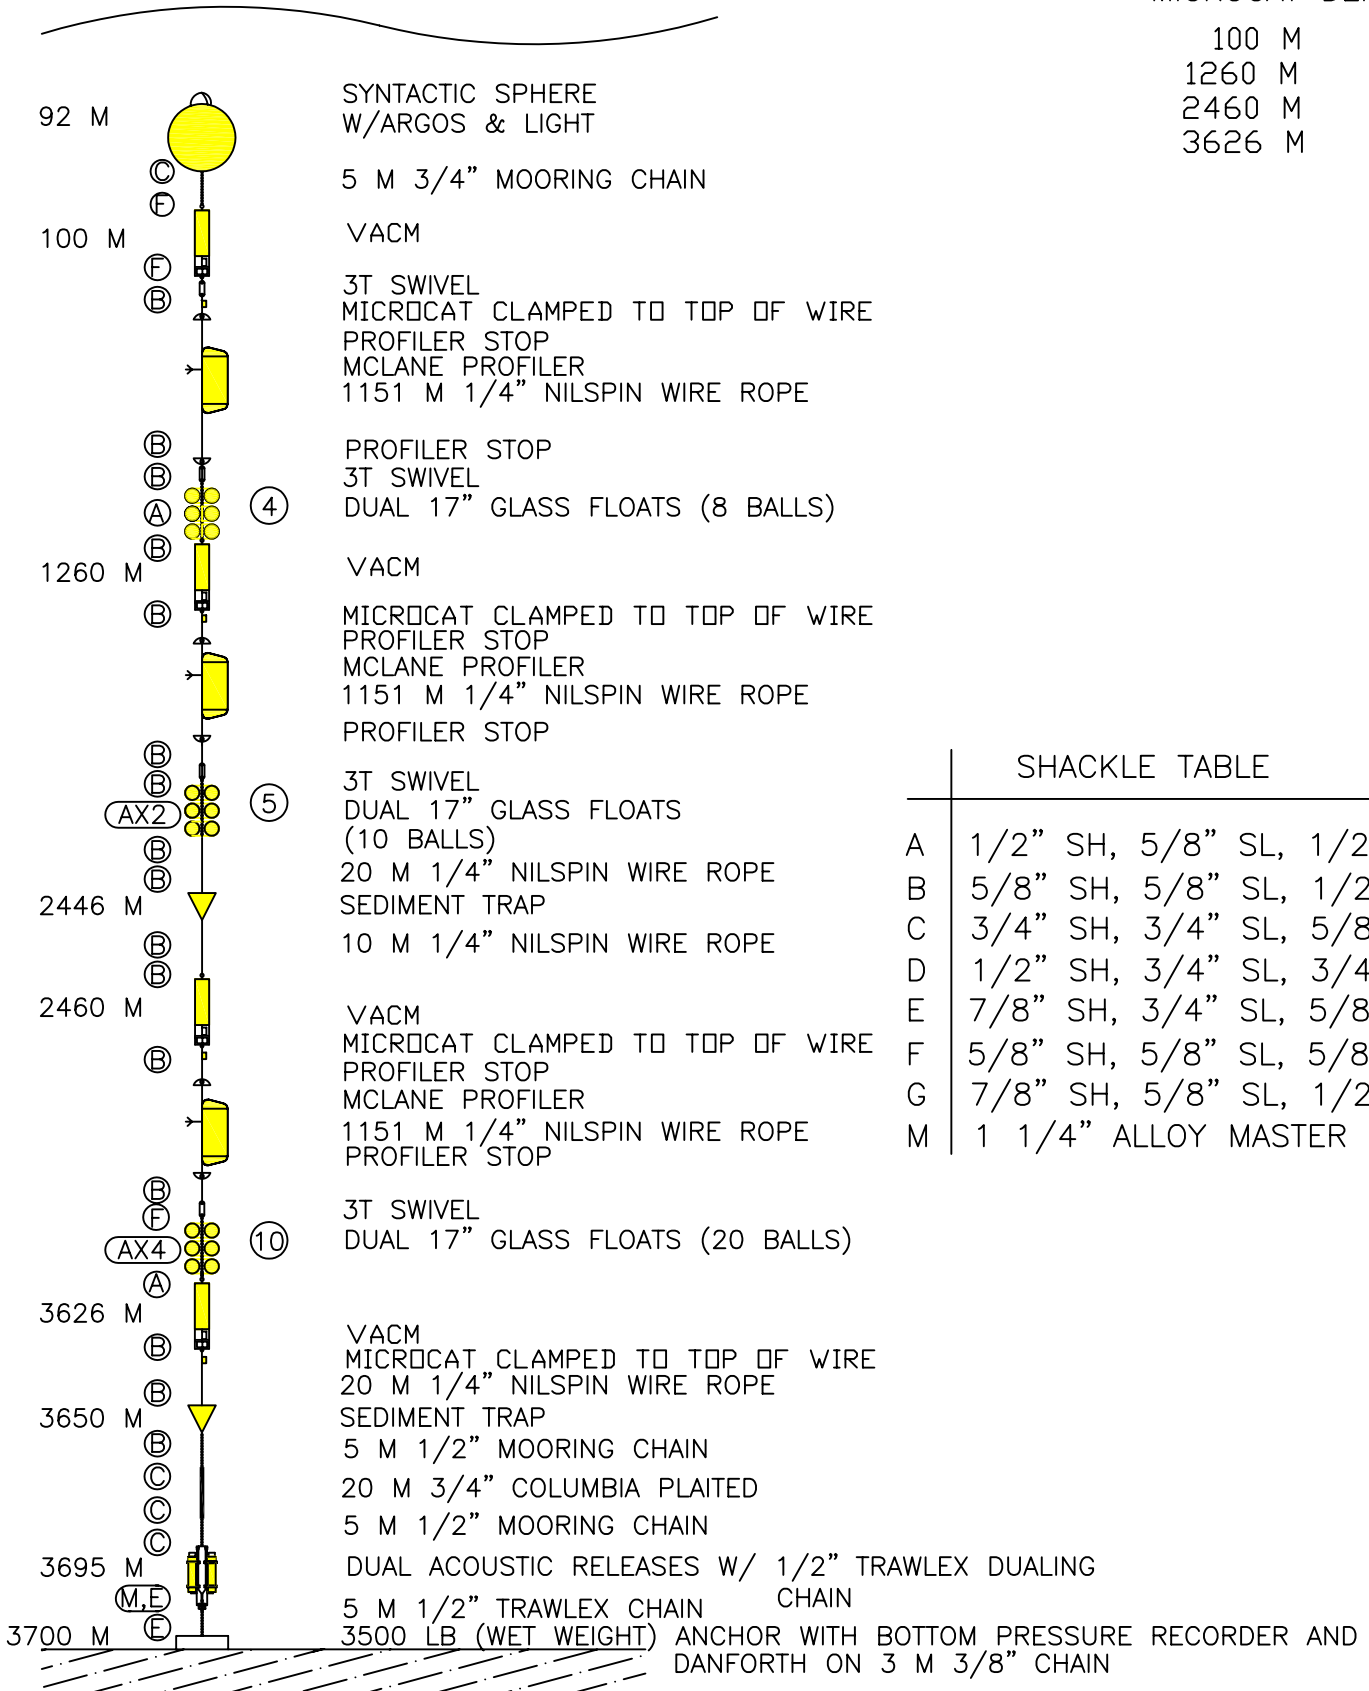 100 M
1260 M
2460 M
3626 M
92 M
SYNTACTIC SPHERE
W/ARGOS & LIGHT
C
5 M 3/4" MOORING CHAIN
F
100 M
VACM
F
3T SWIVEL
B
MICROCAT CLAMPED TO TOP OF WIRE
PROFILER STOP
MCLANE PROFILER
1151 M 1/4" NILSPIN WIRE ROPE
B
PROFILER STOP
B
3T SWIVEL
A
4
DUAL 17" GLASS FLOATS (8 BALLS)
B
1260 M
VACM
B
MICROCAT CLAMPED TO TOP OF WIRE
PROFILER STOP
MCLANE PROFILER
1151 M 1/4" NILSPIN WIRE ROPE
PROFILER STOP
B
B
3T SWIVEL
AX2
5
DUAL 17" GLASS FLOATS
(10 BALLS)
B
B
20 M 1/4" NILSPIN WIRE ROPE
2446 M
SEDIMENT TRAP
B
10 M 1/4" NILSPIN WIRE ROPE
B
2460 M
VACM
MICROCAT CLAMPED TO TOP OF WIRE
B
PROFILER STOP
MCLANE PROFILER
1151 M 1/4" NILSPIN WIRE ROPE
PROFILER STOP
B
F
3T SWIVEL
AX4
10
DUAL 17" GLASS FLOATS (20 BALLS)
A
3626 M
VACM
B
MICROCAT CLAMPED TO TOP OF WIRE
20 M 1/4" NILSPIN WIRE ROPE
B
3650 M
SEDIMENT TRAP
B
5 M 1/2" MOORING CHAIN
C
20 M 3/4" COLUMBIA PLAITED
C
5 M 1/2" MOORING CHAIN
C
3695 M
DUAL ACOUSTIC RELEASES W/ 1/2" TRAWLEX DUALING
CHAIN
M,E
5 M 1/2" TRAWLEX CHAIN
E
3700 M
3500 LB (WET WEIGHT) ANCHOR WITH BOTTOM PRESSURE RECORDER AND
DANFORTH ON 3 M 3/8" CHAIN
SHACKLE TABLE
A 1/2" SH, 5/8" SL, 1/2
B 5/8" SH, 5/8" SL, 1/2
C 3/4" SH, 3/4" SL, 5/8
D 1/2" SH, 3/4" SL, 3/4
E 7/8" SH, 3/4" SL, 5/8
F 5/8" SH, 5/8" SL, 5/8
G 7/8" SH, 5/8" SL, 1/2
M 1 1/4" ALLOY MASTER